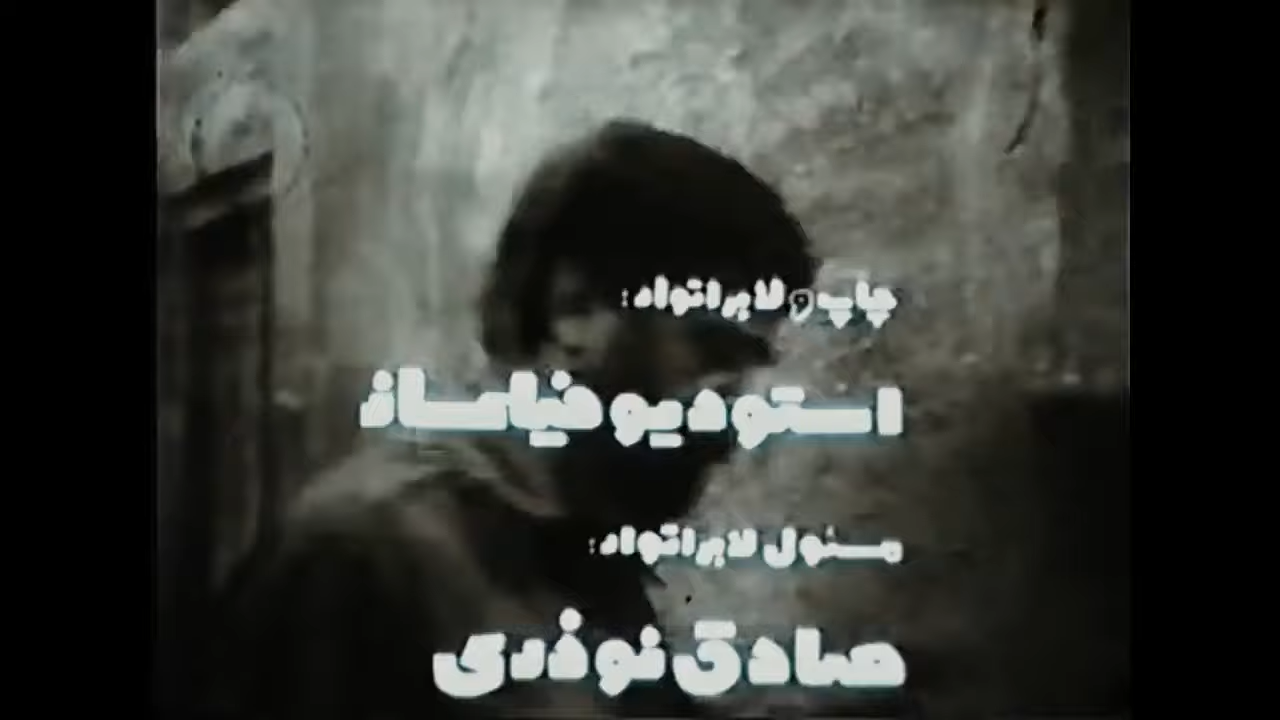 چاپ و لابراتوار:
استودیو فیلمساز
مسئول لابراتوار:
صادق نوذری